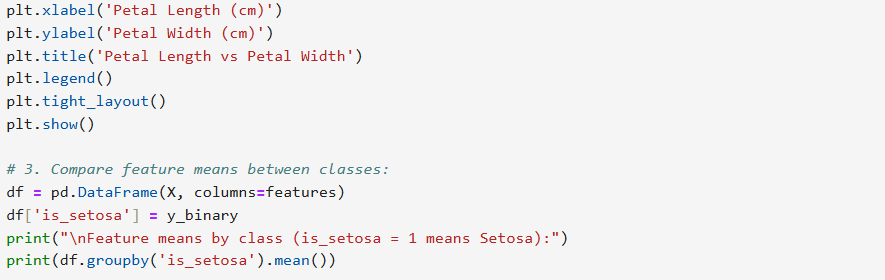 plt.xlabel('Petal Length (cm)')
plt.ylabel('Petal Width (cm)')
plt.title('Petal Length vs Petal Width')
plt.legend()
plt.tight_layout()
plt.show()

# 3. Compare feature means between classes:
df = pd.DataFrame(X, columns=features)
df['is_setosa'] = y_binary
print("\nFeature means by class (is_setosa = 1 means Setosa):")
print(df.groupby('is_setosa').mean())